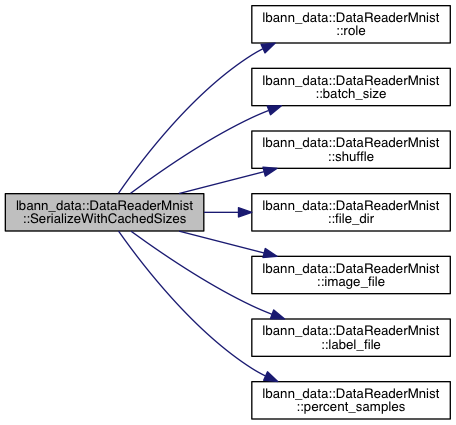 lbann_data::DataReaderMnist
::role
lbann_data::DataReaderMnist
::batch_size
lbann_data::DataReaderMnist
::shuffle
lbann_data::DataReaderMnist
::SerializeWithCachedSizes
lbann_data::DataReaderMnist
::file_dir
lbann_data::DataReaderMnist
::image_file
lbann_data::DataReaderMnist
::label_file
lbann_data::DataReaderMnist
::percent_samples